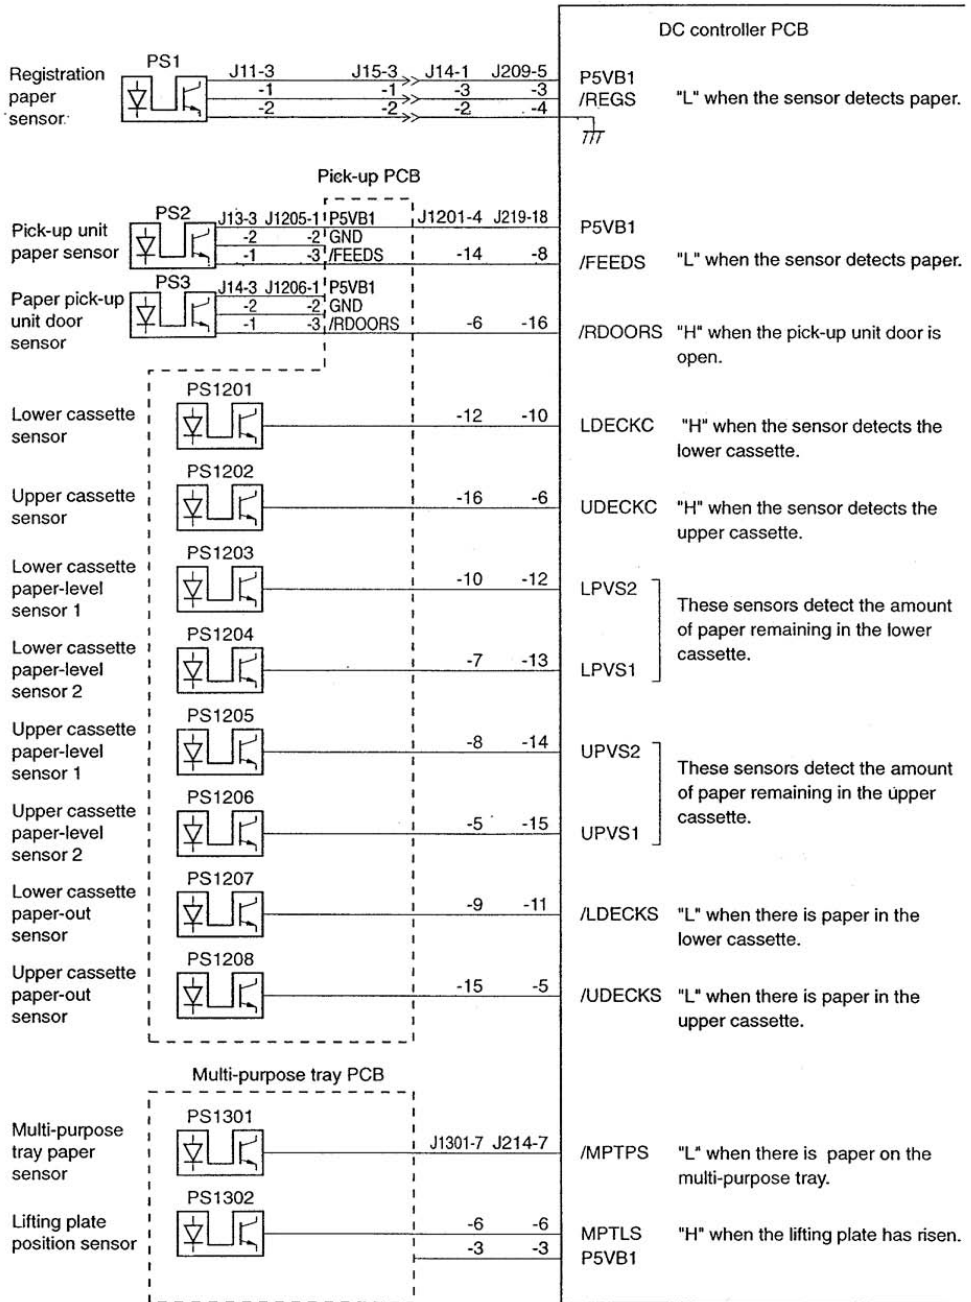 DC controller PCB
Registration
paper
sensor.
PS1
J11-3 J15-3 J14-1 J209-5
-1 -1 -3 -3
-2 -2 -2 -4
P5VB1
/REGS "L" when the sensor detects paper.
Pick-up PCB
Pick-up unit
paper sensor
PS2
J13-3 J1205-1 P5VB1 J1201-4 J219-18 P5VB1
-2 -2 GND
-1 -3 /FEEDS -14 -8 /FEEDS "L" when the sensor detects paper.
Paper pick-up
unit door
sensor
PS3
J14-3 J1206-1 P5VB1
-2 -2 GND
-1 -3 /RDOORS -6 -16 /RDOORS "H" when the pick-up unit door is
open.
Lower cassette
sensor
PS1201
-12 -10 LDECKC "H" when the sensor detects the
lower cassette.
Upper cassette
sensor
PS1202
-16 -6 UDECKC "H" when the sensor detects the
upper cassette.
Lower cassette
paper-level
sensor 1
PS1203
-10 -12 LPVS2
These sensors detect the amount
of paper remaining in the lower
cassette.
Lower cassette
paper-level
sensor 2
PS1204
-7 -13 LPVS1
Upper cassette
paper-level
sensor 1
PS1205
-8 -14 UPVS2
These sensors detect the amount
of paper remaining in the upper
cassette.
Upper cassette
paper-level
sensor 2
PS1206
-5 -15 UPVS1
Lower cassette
paper-out
sensor
PS1207
-9 -11 /LDECKS "L" when there is paper in the
lower cassette.
Upper cassette
paper-out
sensor
PS1208
-15 -5 /UDECKS "L" when there is paper in the
upper cassette.
Multi-purpose tray PCB
Multi-purpose
tray paper
sensor
PS1301
J1301-7 J214-7 /MPTPS "L" when there is paper on the
multi-purpose tray.
Lifting plate
position sensor
PS1302
-6 -6 MPTLS "H" when the lifting plate has risen.
-3 -3 P5VB1